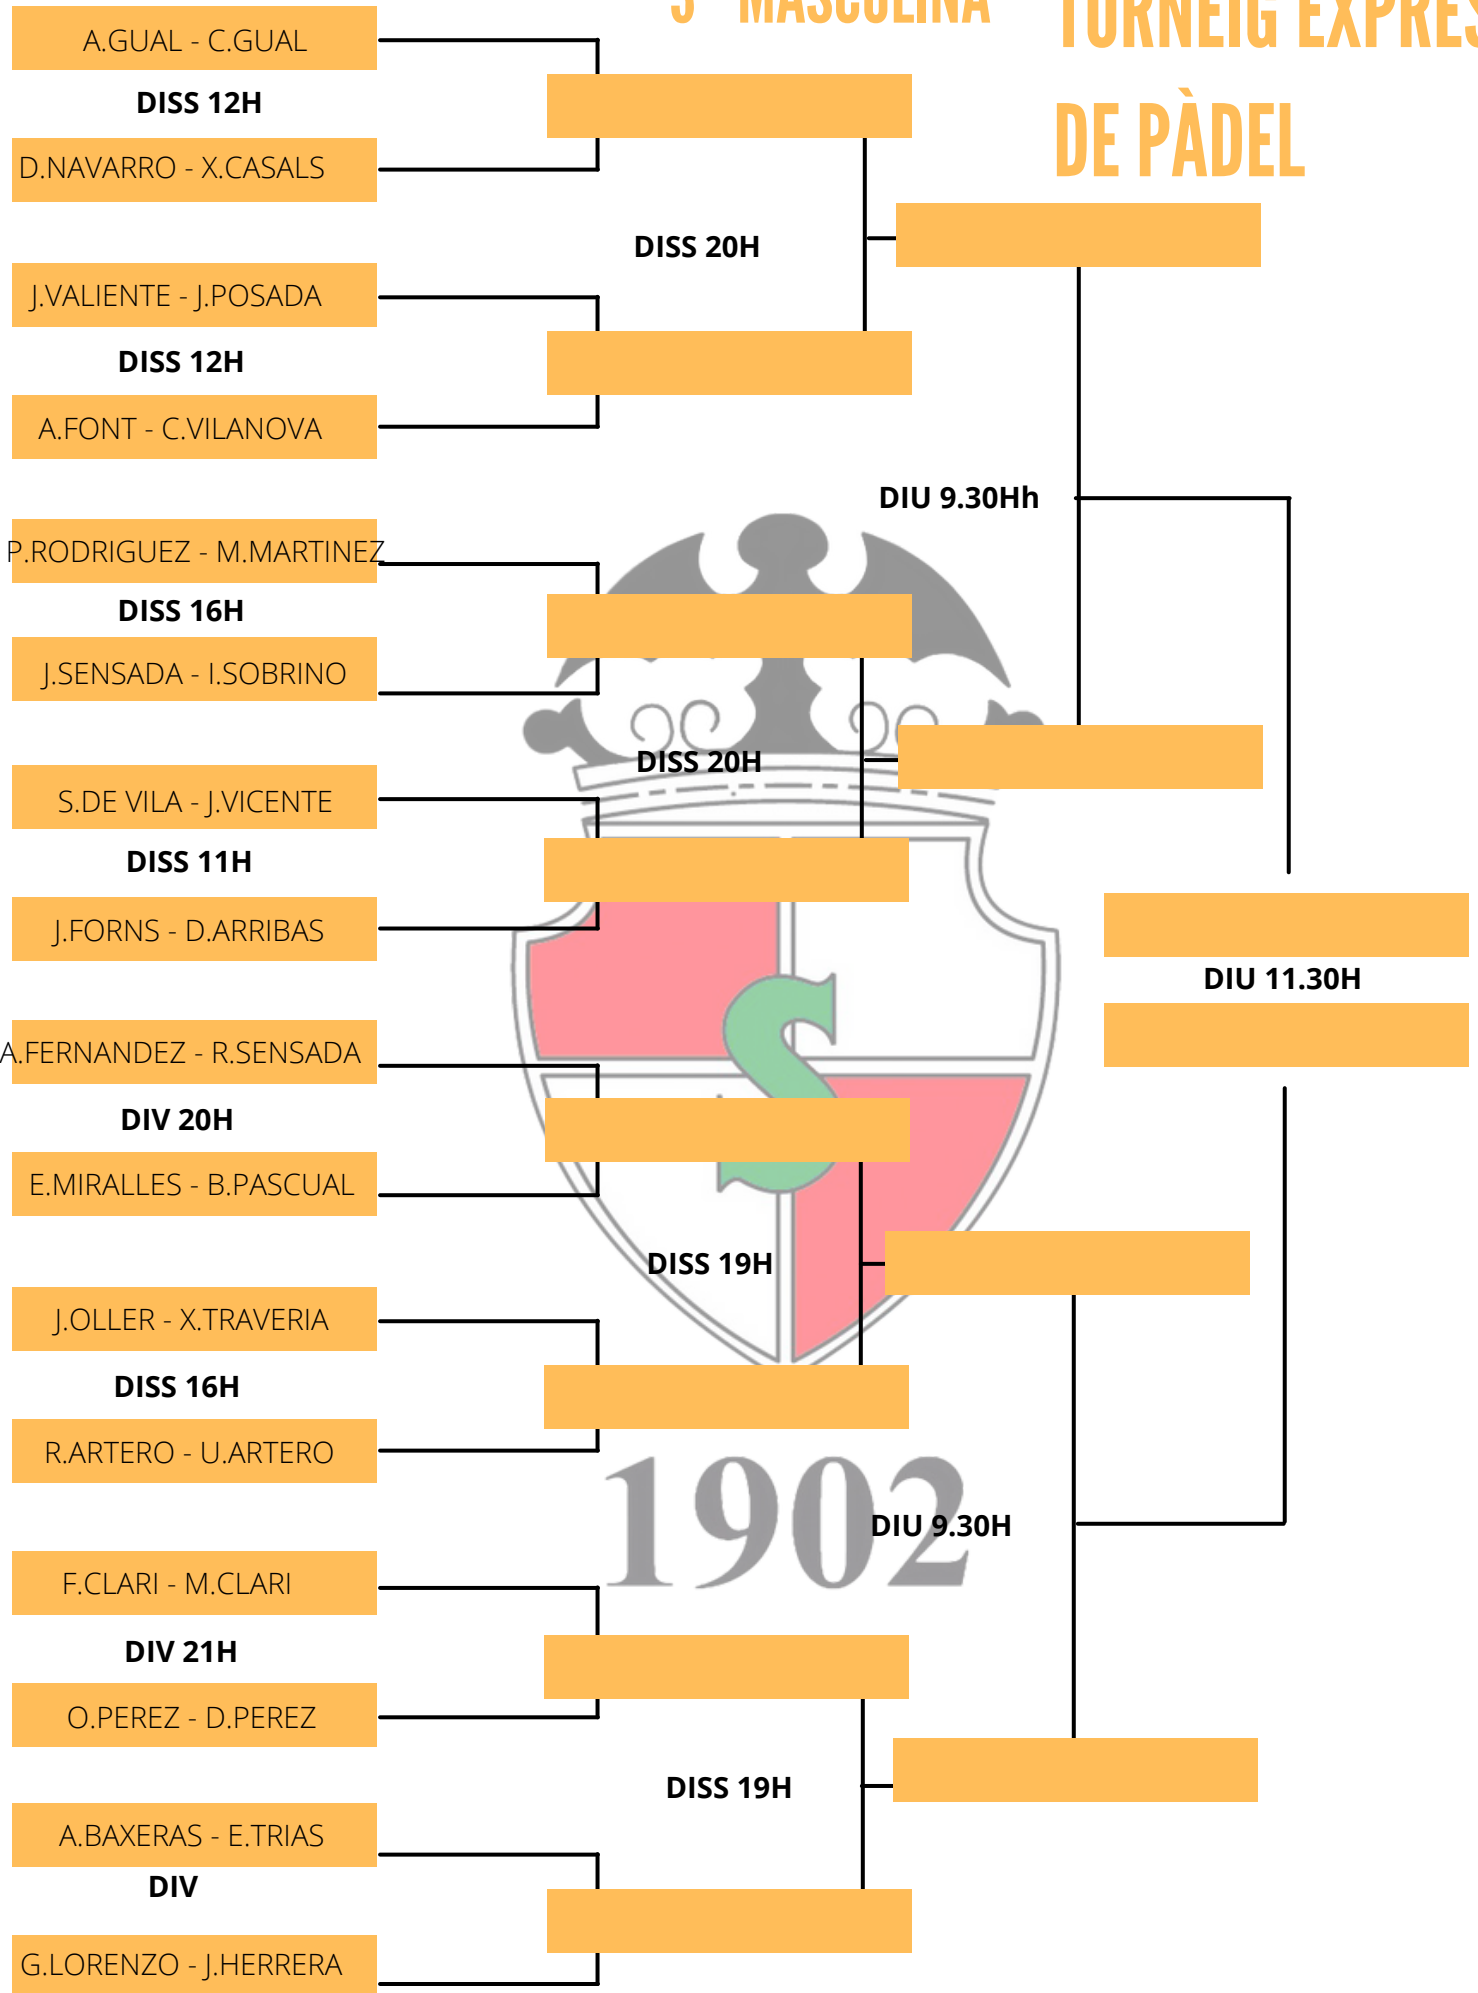 MASCULINA
TORNEIG EXPRES
DE PÀDEL
A.GUAL - C.GUAL
DISS 12H
D.NAVARRO - X.CASALS
DISS 20H
J.VALIENTE - J.POSADA
DISS 12H
A.FONT - C.VILANOVA
DIU 9.30Hh
P.RODRIGUEZ - M.MARTINEZ
DISS 16H
J.SENSADA - I.SOBRINO
DISS 20H
S.DE VILA - J.VICENTE
DISS 11H
J.FORNS - D.ARRIBAS
DIU 11.30H
S
A.FERNANDEZ - R.SENSADA
DIV 20H
E.MIRALLES - B.PASCUAL
DISS 19H
J.OLLER - X.TRAVERIA
DISS 16H
R.ARTERO - U.ARTERO
1902
DIU 9.30H
F.CLARI - M.CLARI
DIV 21H
O.PEREZ - D.PEREZ
DISS 19H
A.BAXERAS - E.TRIAS
DIV
G.LORENZO - J.HERRERA